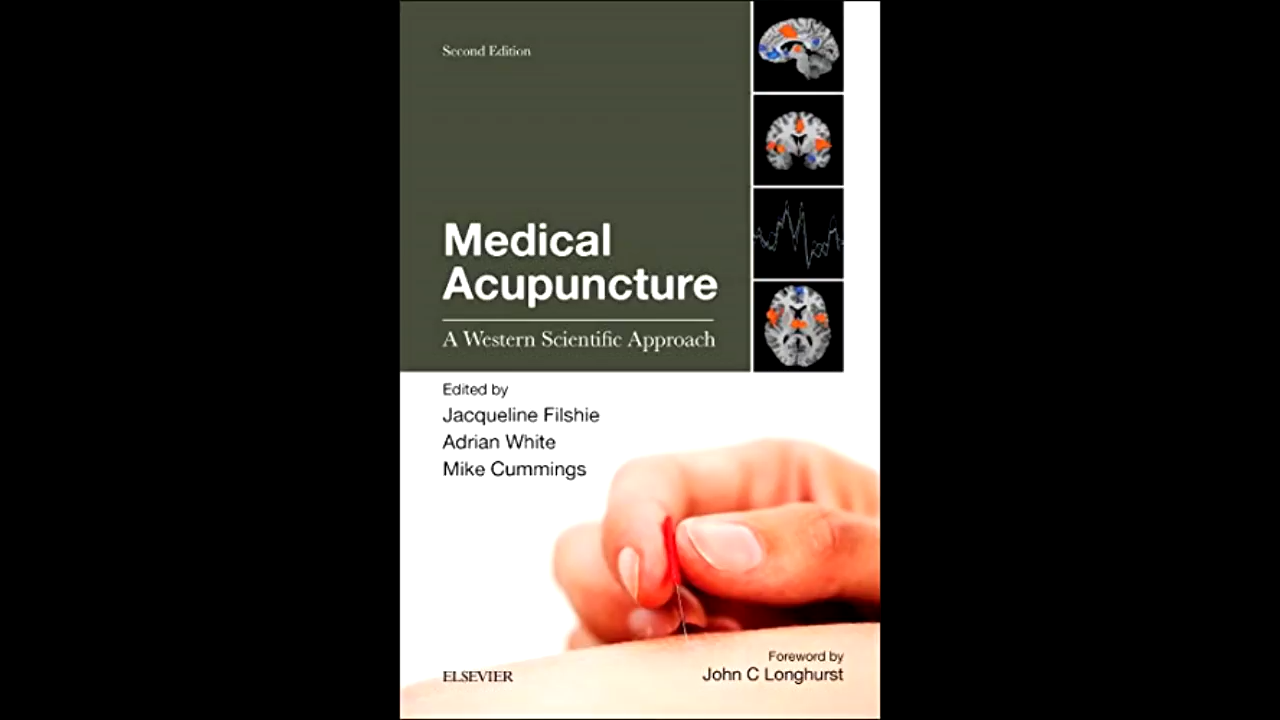 Second Edition
Medical
Acupuncture
A Western Scientific Approach
Edited by
Jacqueline Filshie
Adrian White
Mike Cummings
Foreword by
John C Longhurst
ELSEVIER